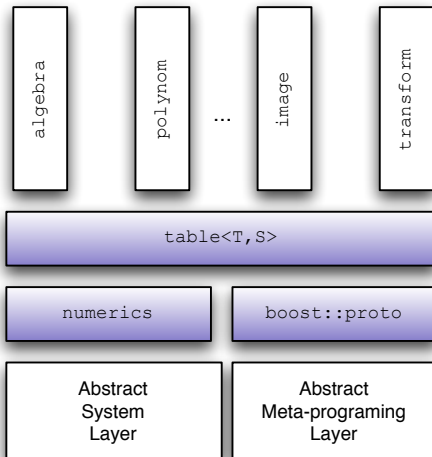 algebra
polynom
...
image
transform
table<T,S>
numerics
boost::proto
Abstract
System
Layer
Abstract
Meta-programing
Layer